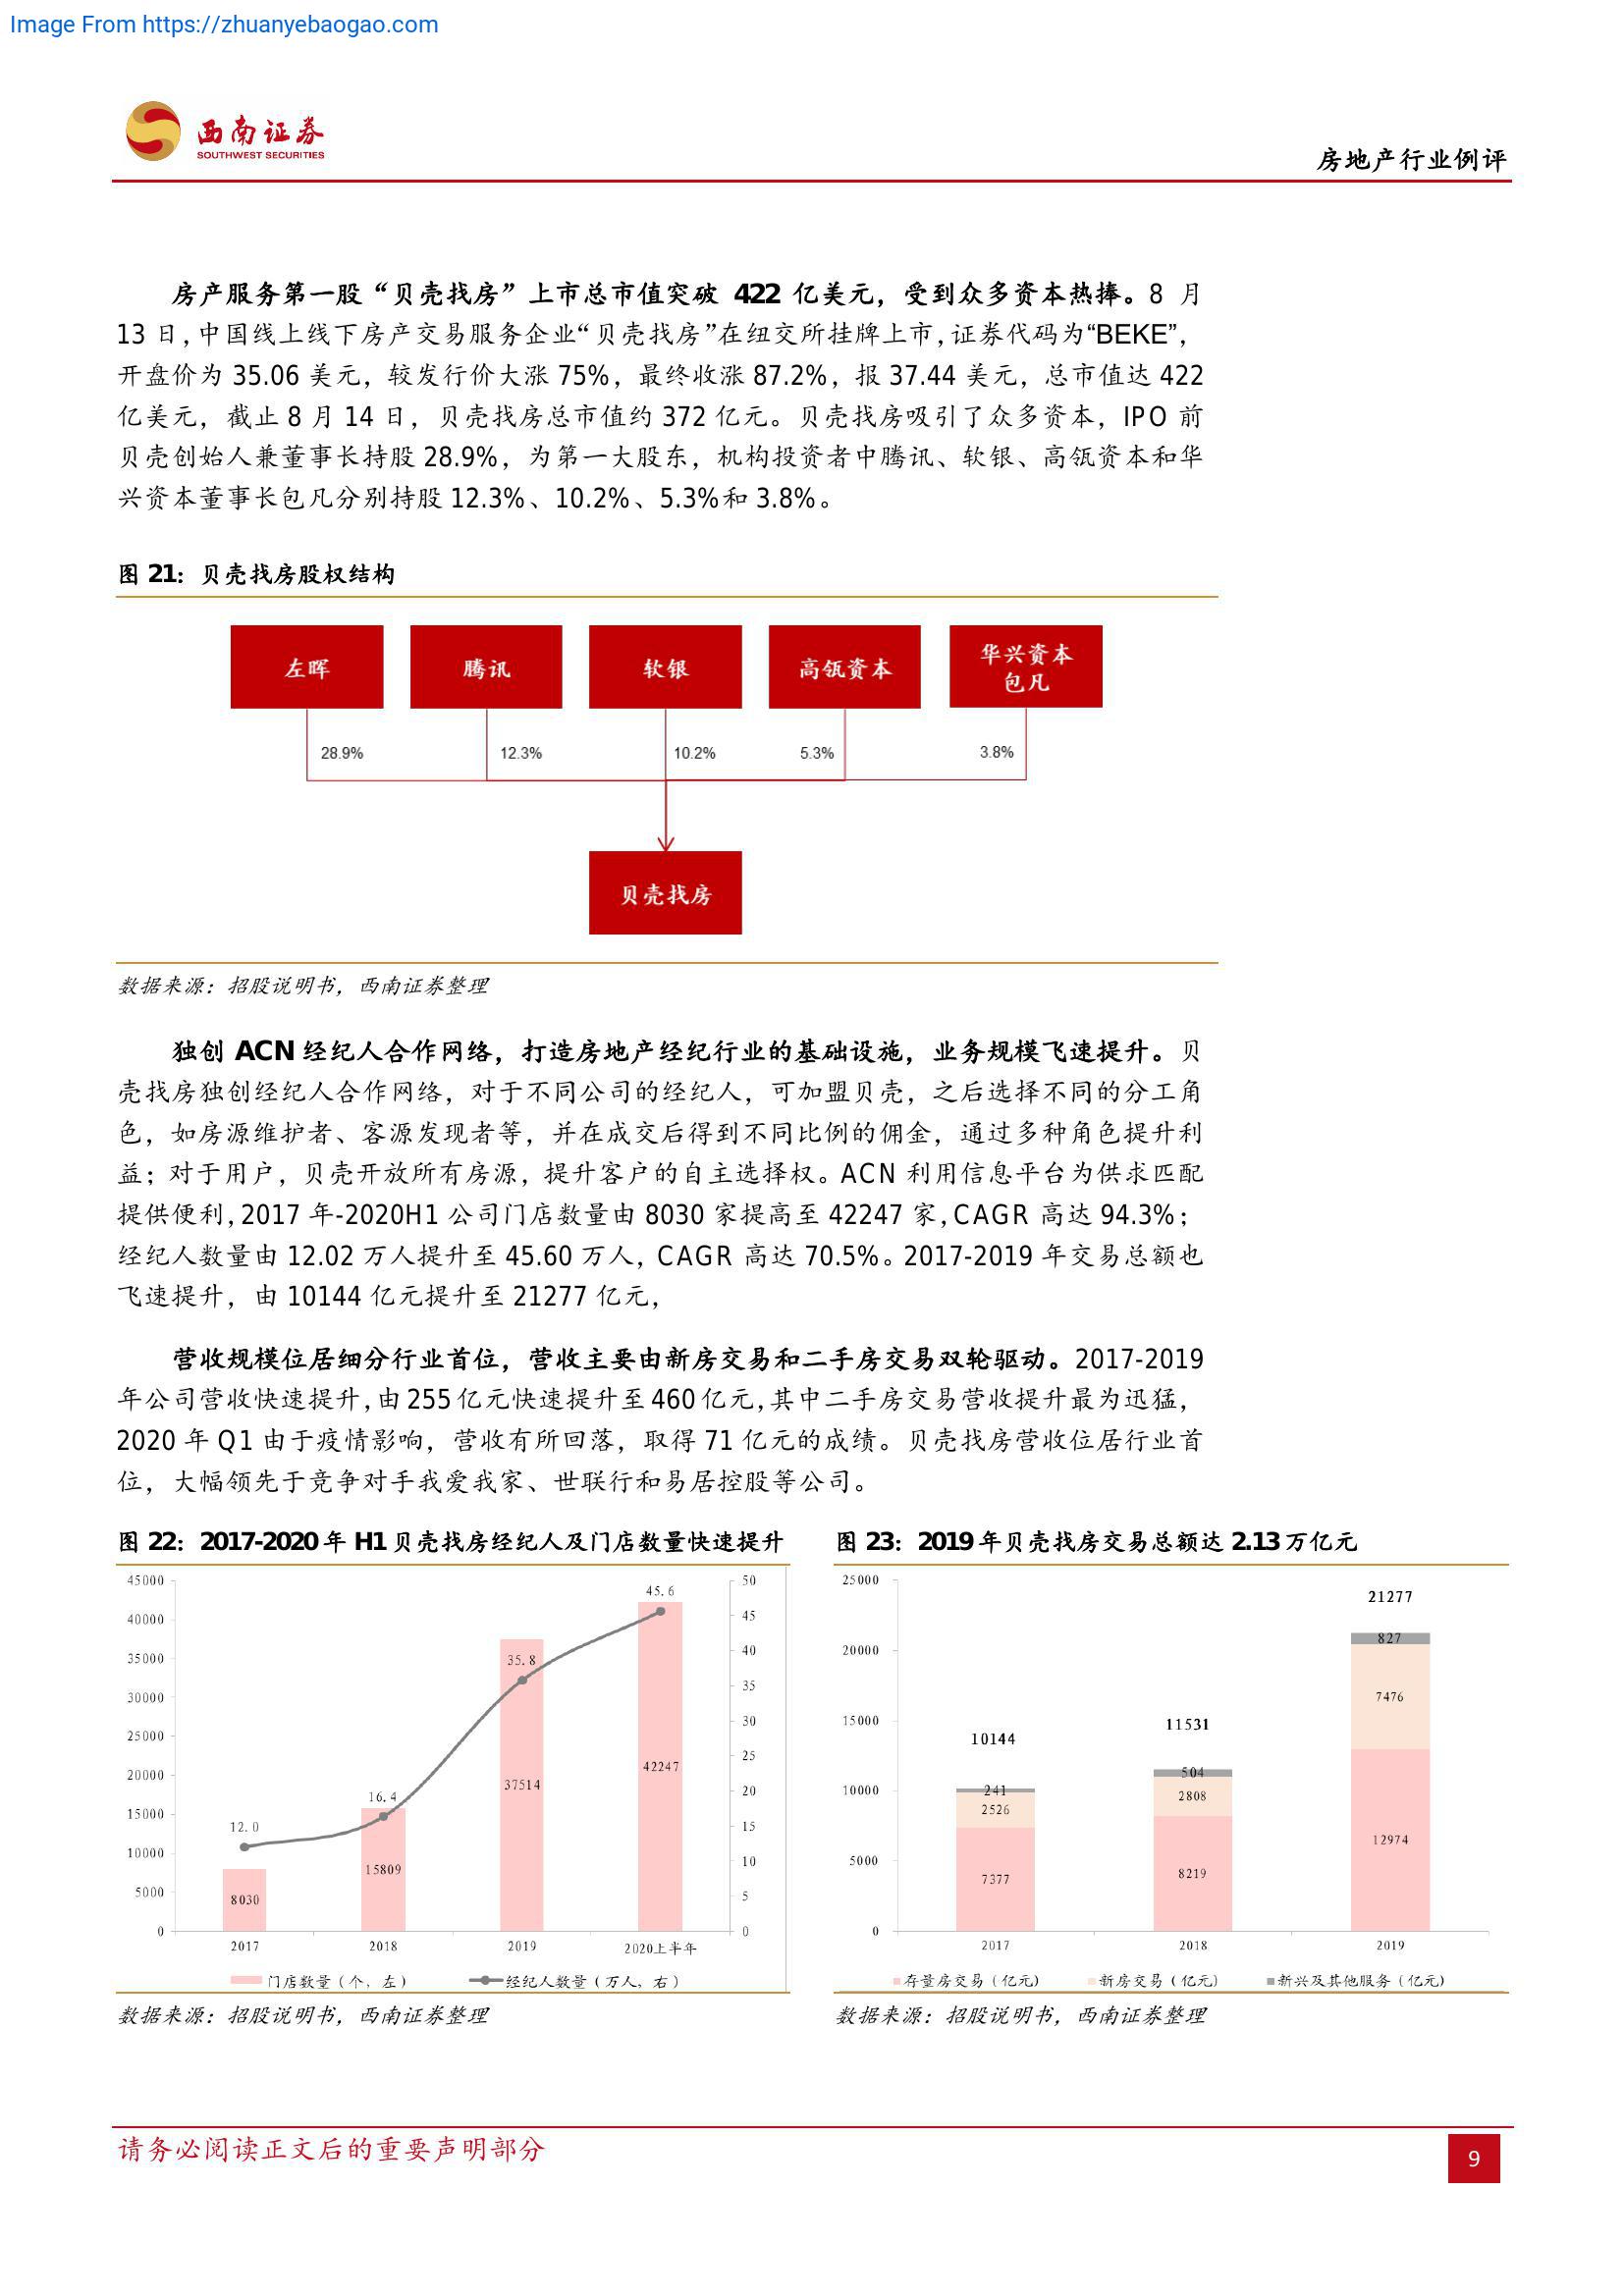 Image From https://zhuanyebaogao.com
西南证券
SOUTHWEST SECURITIES
房地产行业例评
房产服务第一股“贝壳找房”上市总市值突破 422 亿美元，受到众多资本热捧。8 月
13 日，中国线上线下房产交易服务企业“贝壳找房”在纽交所挂牌上市，证券代码为“BEKE”，
开盘价为 35.06 美元，较发行价大涨 75%，最终收涨 87.2%，报 37.44 美元，总市值达 422
亿美元，截止 8 月 14 日，贝壳找房总市值约 372 亿元。贝壳找房吸引了众多资本，IPO 前
贝壳创始人兼董事长持股 28.9%，为第一大股东，机构投资者中腾讯、软银、高瓴资本和华
兴资本董事长包凡分别持股 12.3%、10.2%、5.3%和 3.8%。
图 21：贝壳找房股权结构
左晖
腾讯
软银
高瓴资本
华兴资本
包凡
28.9%
12.3%
10.2%
5.3%
3.8%
贝壳找房
数据来源：招股说明书，西南证券整理
独创 ACN 经纪人合作网络，打造房地产经纪行业的基础设施，业务规模飞速提升。贝
壳找房独创经纪人合作网络，对于不同公司的经纪人，可加盟贝壳，之后选择不同的分工角
色，如房源维护者、客源发现者等，并在成交后得到不同比例的佣金，通过多种角色提升利
益；对于用户，贝壳开放所有房源，提升客户的自主选择权。ACN 利用信息平台为供求匹配
提供便利，2017 年-2020H1 公司门店数量由 8030 家提高至 42247 家，CAGR 高达 94.3%；
经纪人数量由 12.02 万人提升至 45.60 万人，CAGR 高达 70.5%。2017-2019 年交易总额也
飞速提升，由 10144 亿元提升至 21277 亿元，
营收规模位居细分行业首位，营收主要由新房交易和二手房交易双轮驱动。2017-2019
年公司营收快速提升，由 255 亿元快速提升至 460 亿元，其中二手房交易营收提升最为迅猛，
2020 年 Q1 由于疫情影响，营收有所回落，取得 71 亿元的成绩。贝壳找房营收位居行业首
位，大幅领先于竞争对手我爱我家、世联行和易居控股等公司。
图 22：2017-2020 年 H1 贝壳找房经纪人及门店数量快速提升
45000
40000
35000
30000
25000
20000
15000
10000
5000
0
50
45
40
35
30
25
20
15
10
5
0
12.0
16.4
35.8
45.6
8030
15809
37514
42247
2017
2018
2019
2020上半年
门店数量（个，左）
经纪人数量（万人，右）
数据来源：招股说明书，西南证券整理
图 23：2019 年贝壳找房交易总额达 2.13 万亿元
25000
20000
15000
10000
5000
0
10144
241
2526
7377
11531
504
2808
8219
21277
827
7476
12974
2017
2018
2019
存量房交易（亿元）
新房交易（亿元）
新兴及其他服务（亿元）
数据来源：招股说明书，西南证券整理
请务必阅读正文后的重要声明部分
9